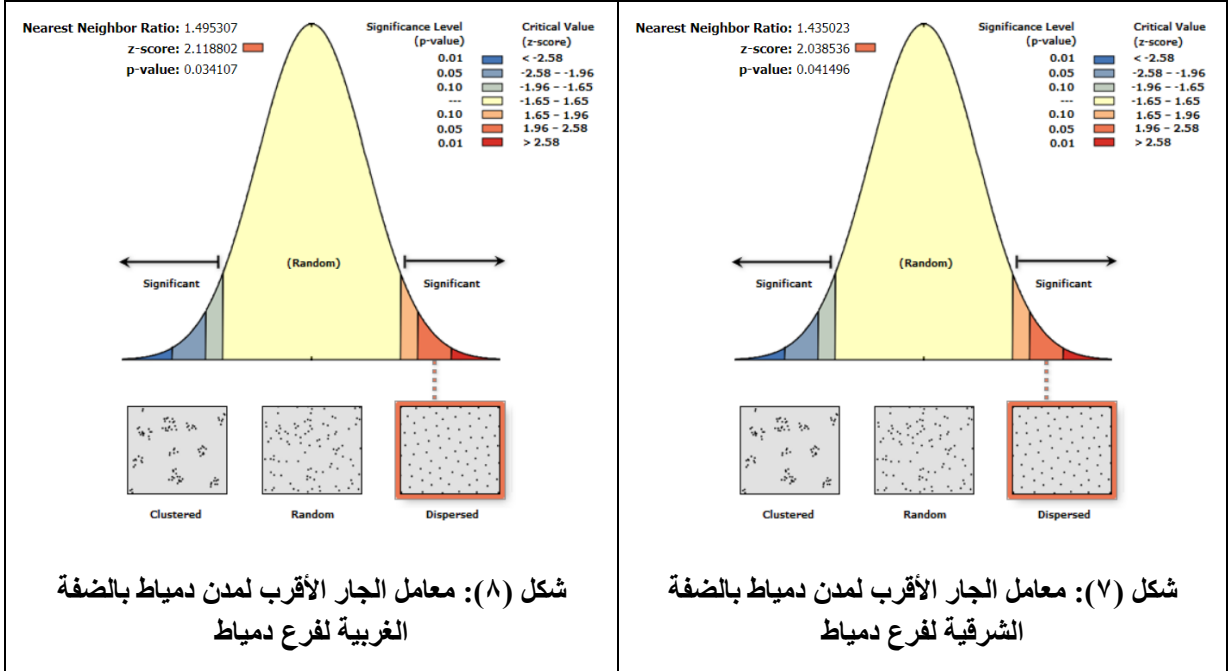 Nearest Neighbor Ratio: 1.495307
z-score: 2.118802
p-value: 0.034107
Significance Level (p-value)
Critical Value (z-score)
0.01 < -2.58
0.05 -2.58 – -1.96
0.10 -1.96 – -1.65
--- -1.65 – 1.65
0.10 1.65 – 1.96
0.05 1.96 – 2.58
0.01 > 2.58
(Random)
Significant
Significant
Clustered
Random
Dispersed
شكل (٨): معامل الجار الأقرب لمدن دمياط بالضفة
الغربية لفرع دمياط
Nearest Neighbor Ratio: 1.435023
z-score: 2.038536
p-value: 0.041496
Significance Level (p-value)
Critical Value (z-score)
0.01 < -2.58
0.05 -2.58 – -1.96
0.10 -1.96 – -1.65
--- -1.65 – 1.65
0.10 1.65 – 1.96
0.05 1.96 – 2.58
0.01 > 2.58
(Random)
Significant
Significant
Clustered
Random
Dispersed
شكل (٧): معامل الجار الأقرب لمدن دمياط بالضفة
الشرقية لفرع دمياط